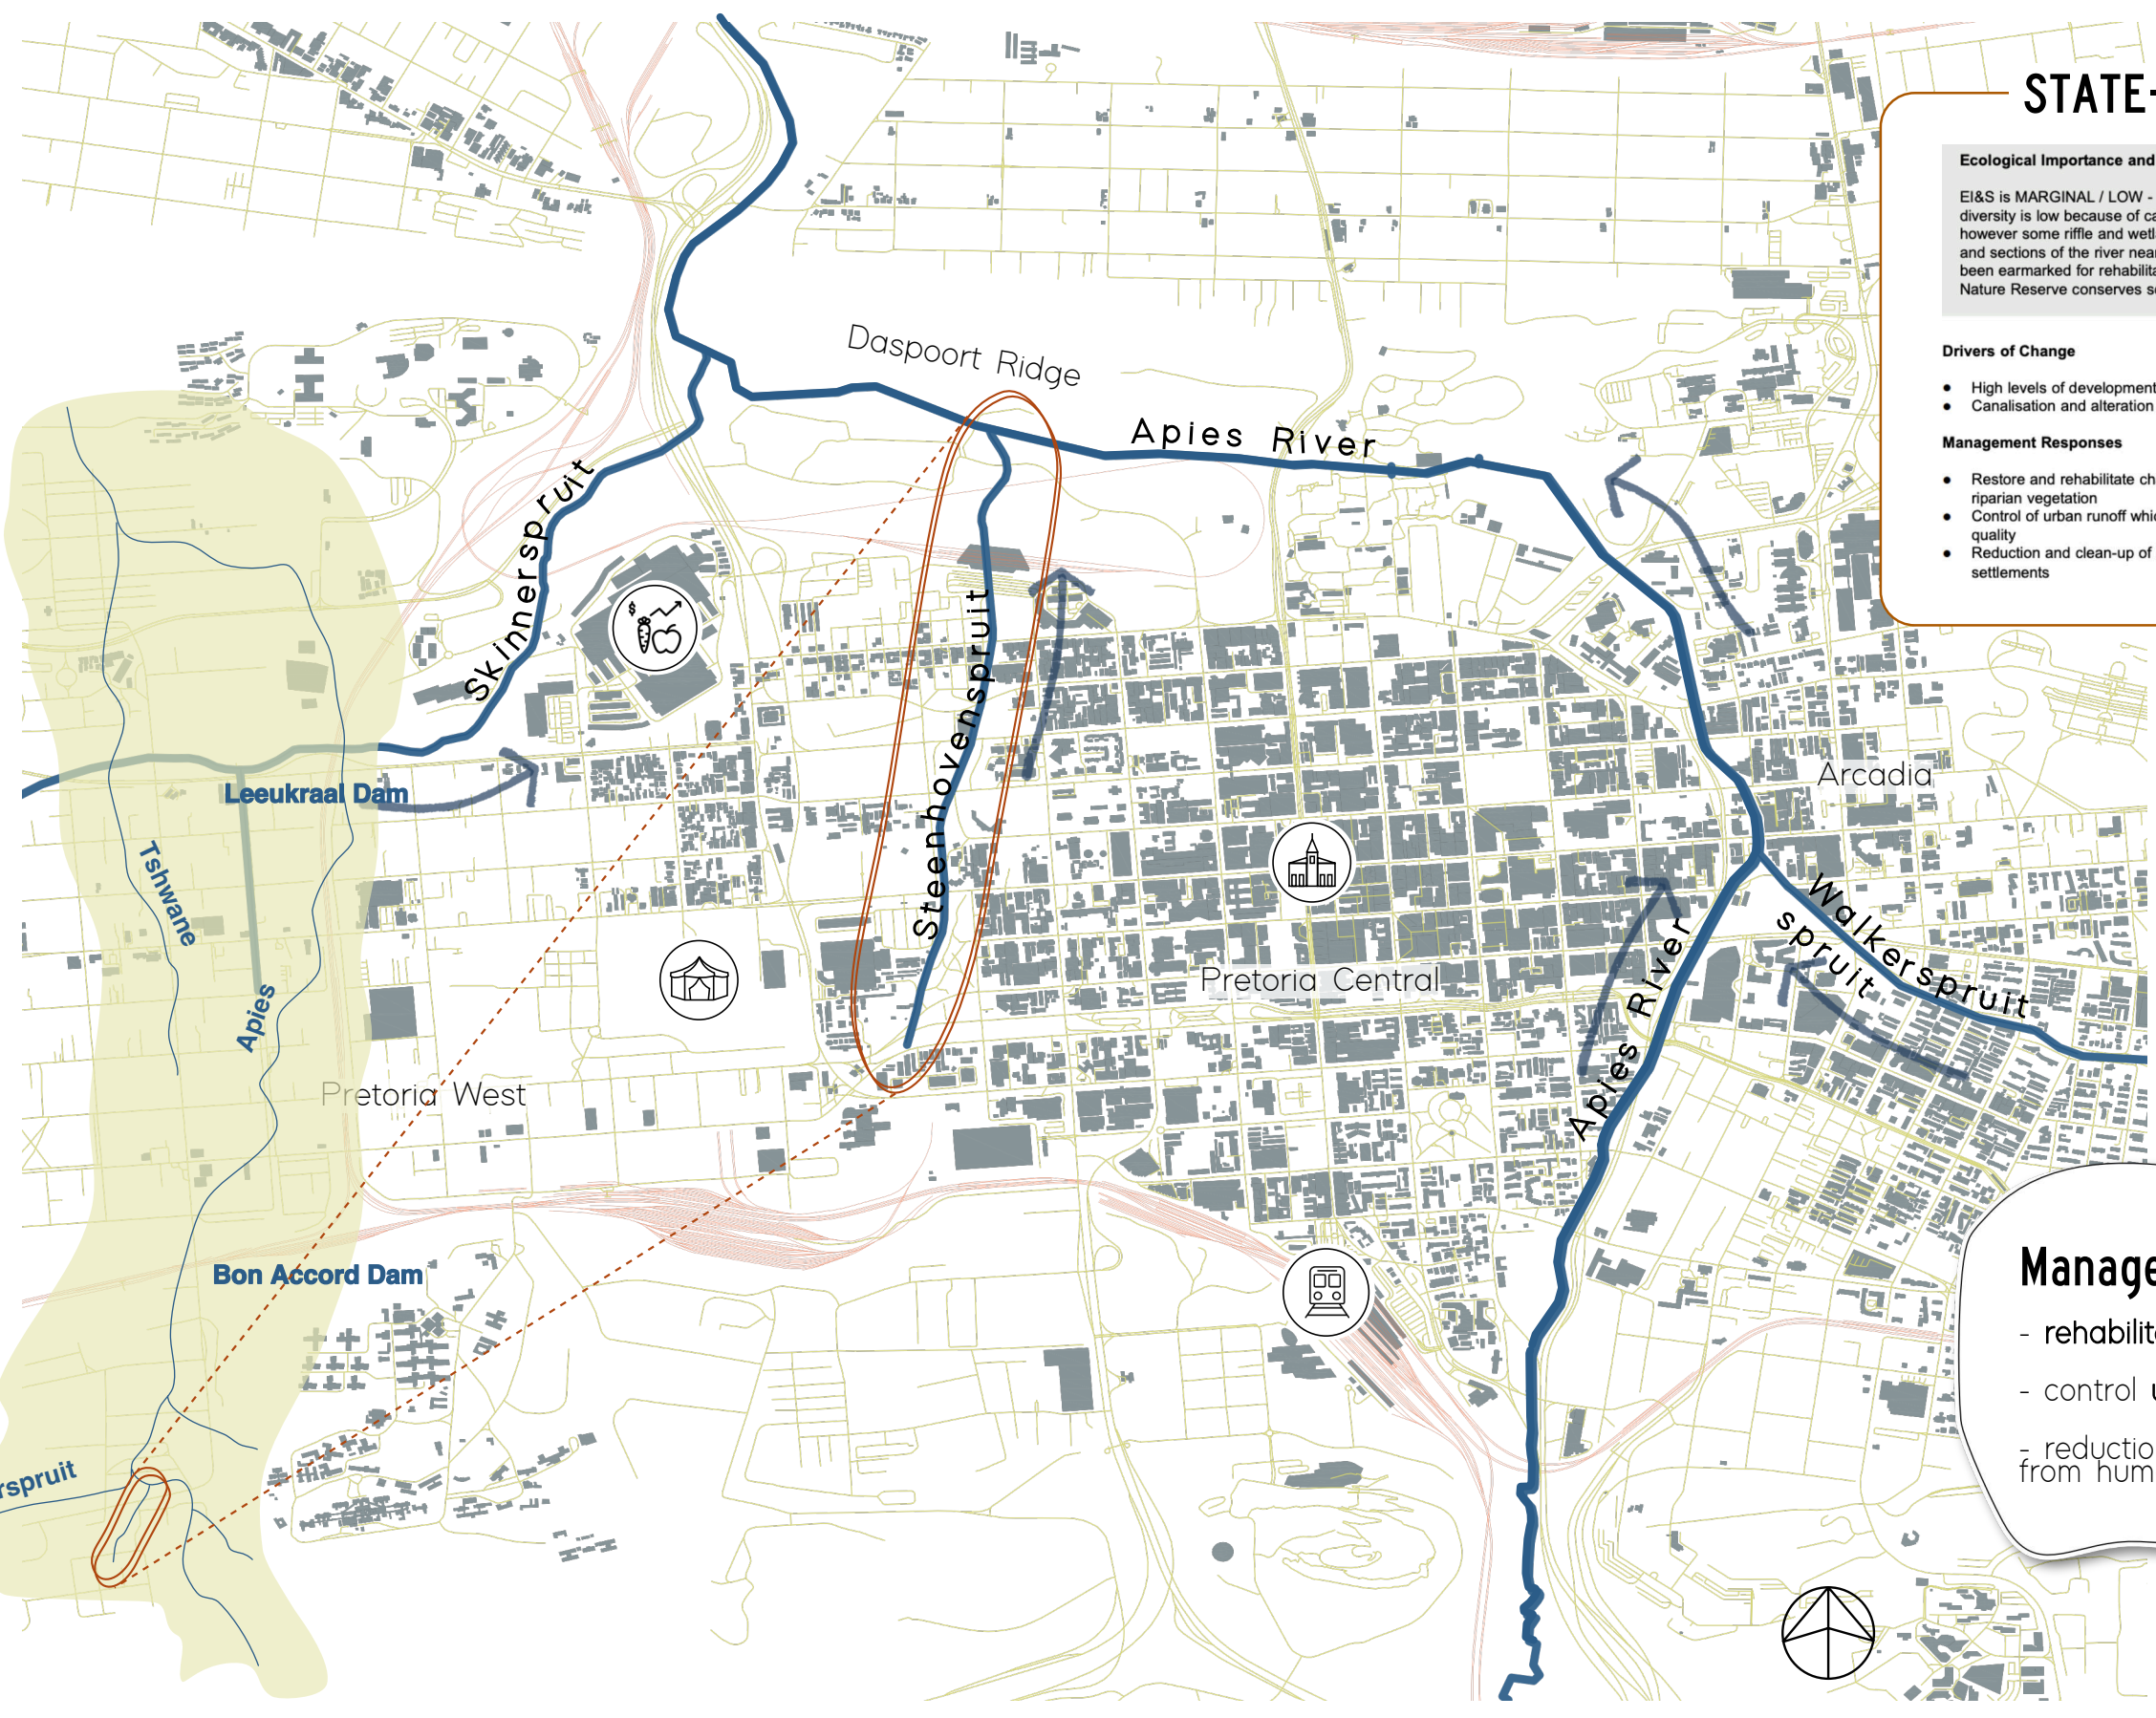 STATE-
Ecological Importance and
EI&S is MARGINAL / LOW -
diversity is low because of ca
however some riffle and wetl
and sections of the river near
been earmarked for rehabilita
Nature Reserve conserves so
Drivers of Change
● High levels of development
● Canalisation and alteration
Management Responses
● Restore and rehabilitate ch
riparian vegetation
● Control of urban runoff whic
quality
● Reduction and clean-up of
settlements
Daspoort Ridge
Apies River
Skinnerspruit
Steenhovenspruit
Leeukraal Dam
Tshwane
Apies
Arcadia
Walkerspruit
spruit
Pretoria Central
Apies River
Pretoria West
Bon Accord Dam
rspruit
$
Manage
- rehabilita
- control u
- reductio
from hum